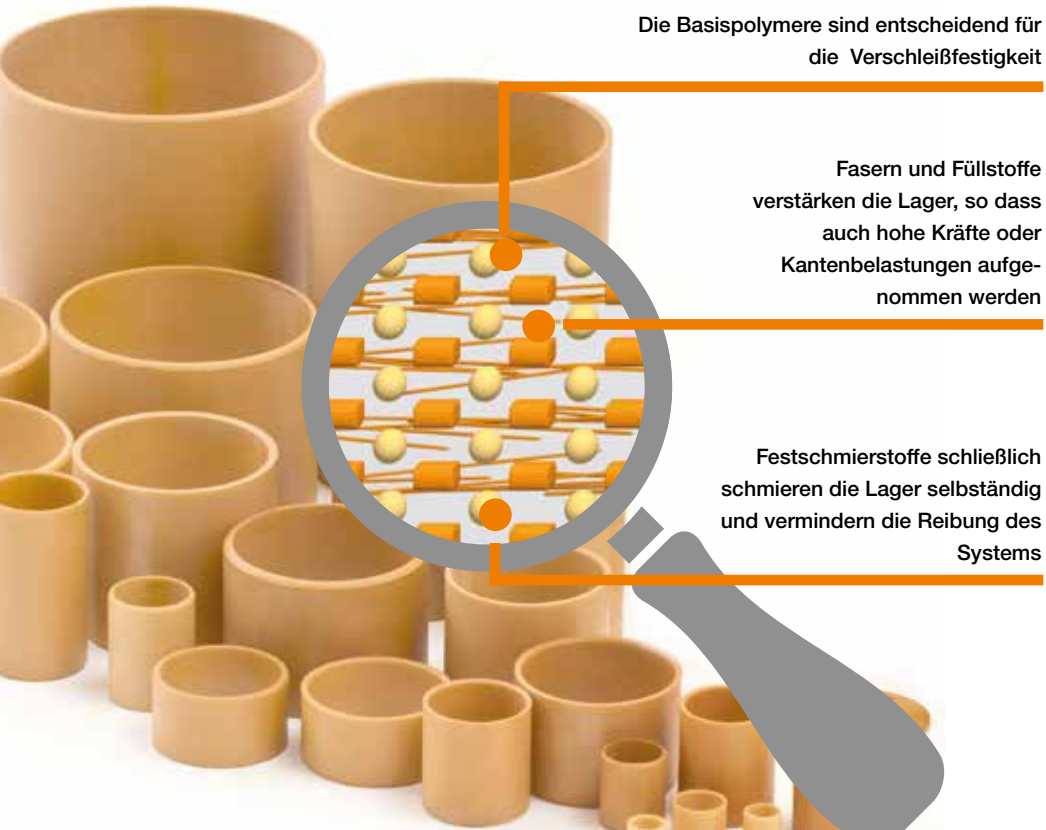 Die Basispolymere sind entscheidend für
die Verschleißfestigkeit
Fasern und Füllstoffe
verstärken die Lager, so dass
auch hohe Kräfte oder
Kantenbelastungen aufge-
nommen werden
Festschmierstoffe schließlich
schmieren die Lager selbständig
und vermindern die Reibung des
Systems